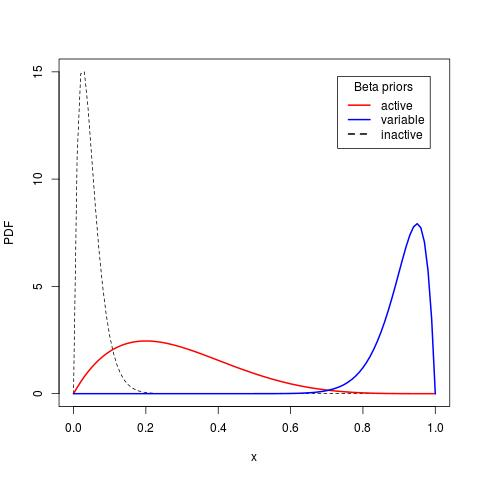 Beta priors
active
variable
inactive
PDF
15
10
5
0
0.0 0.2 0.4 0.6 0.8 1.0
x